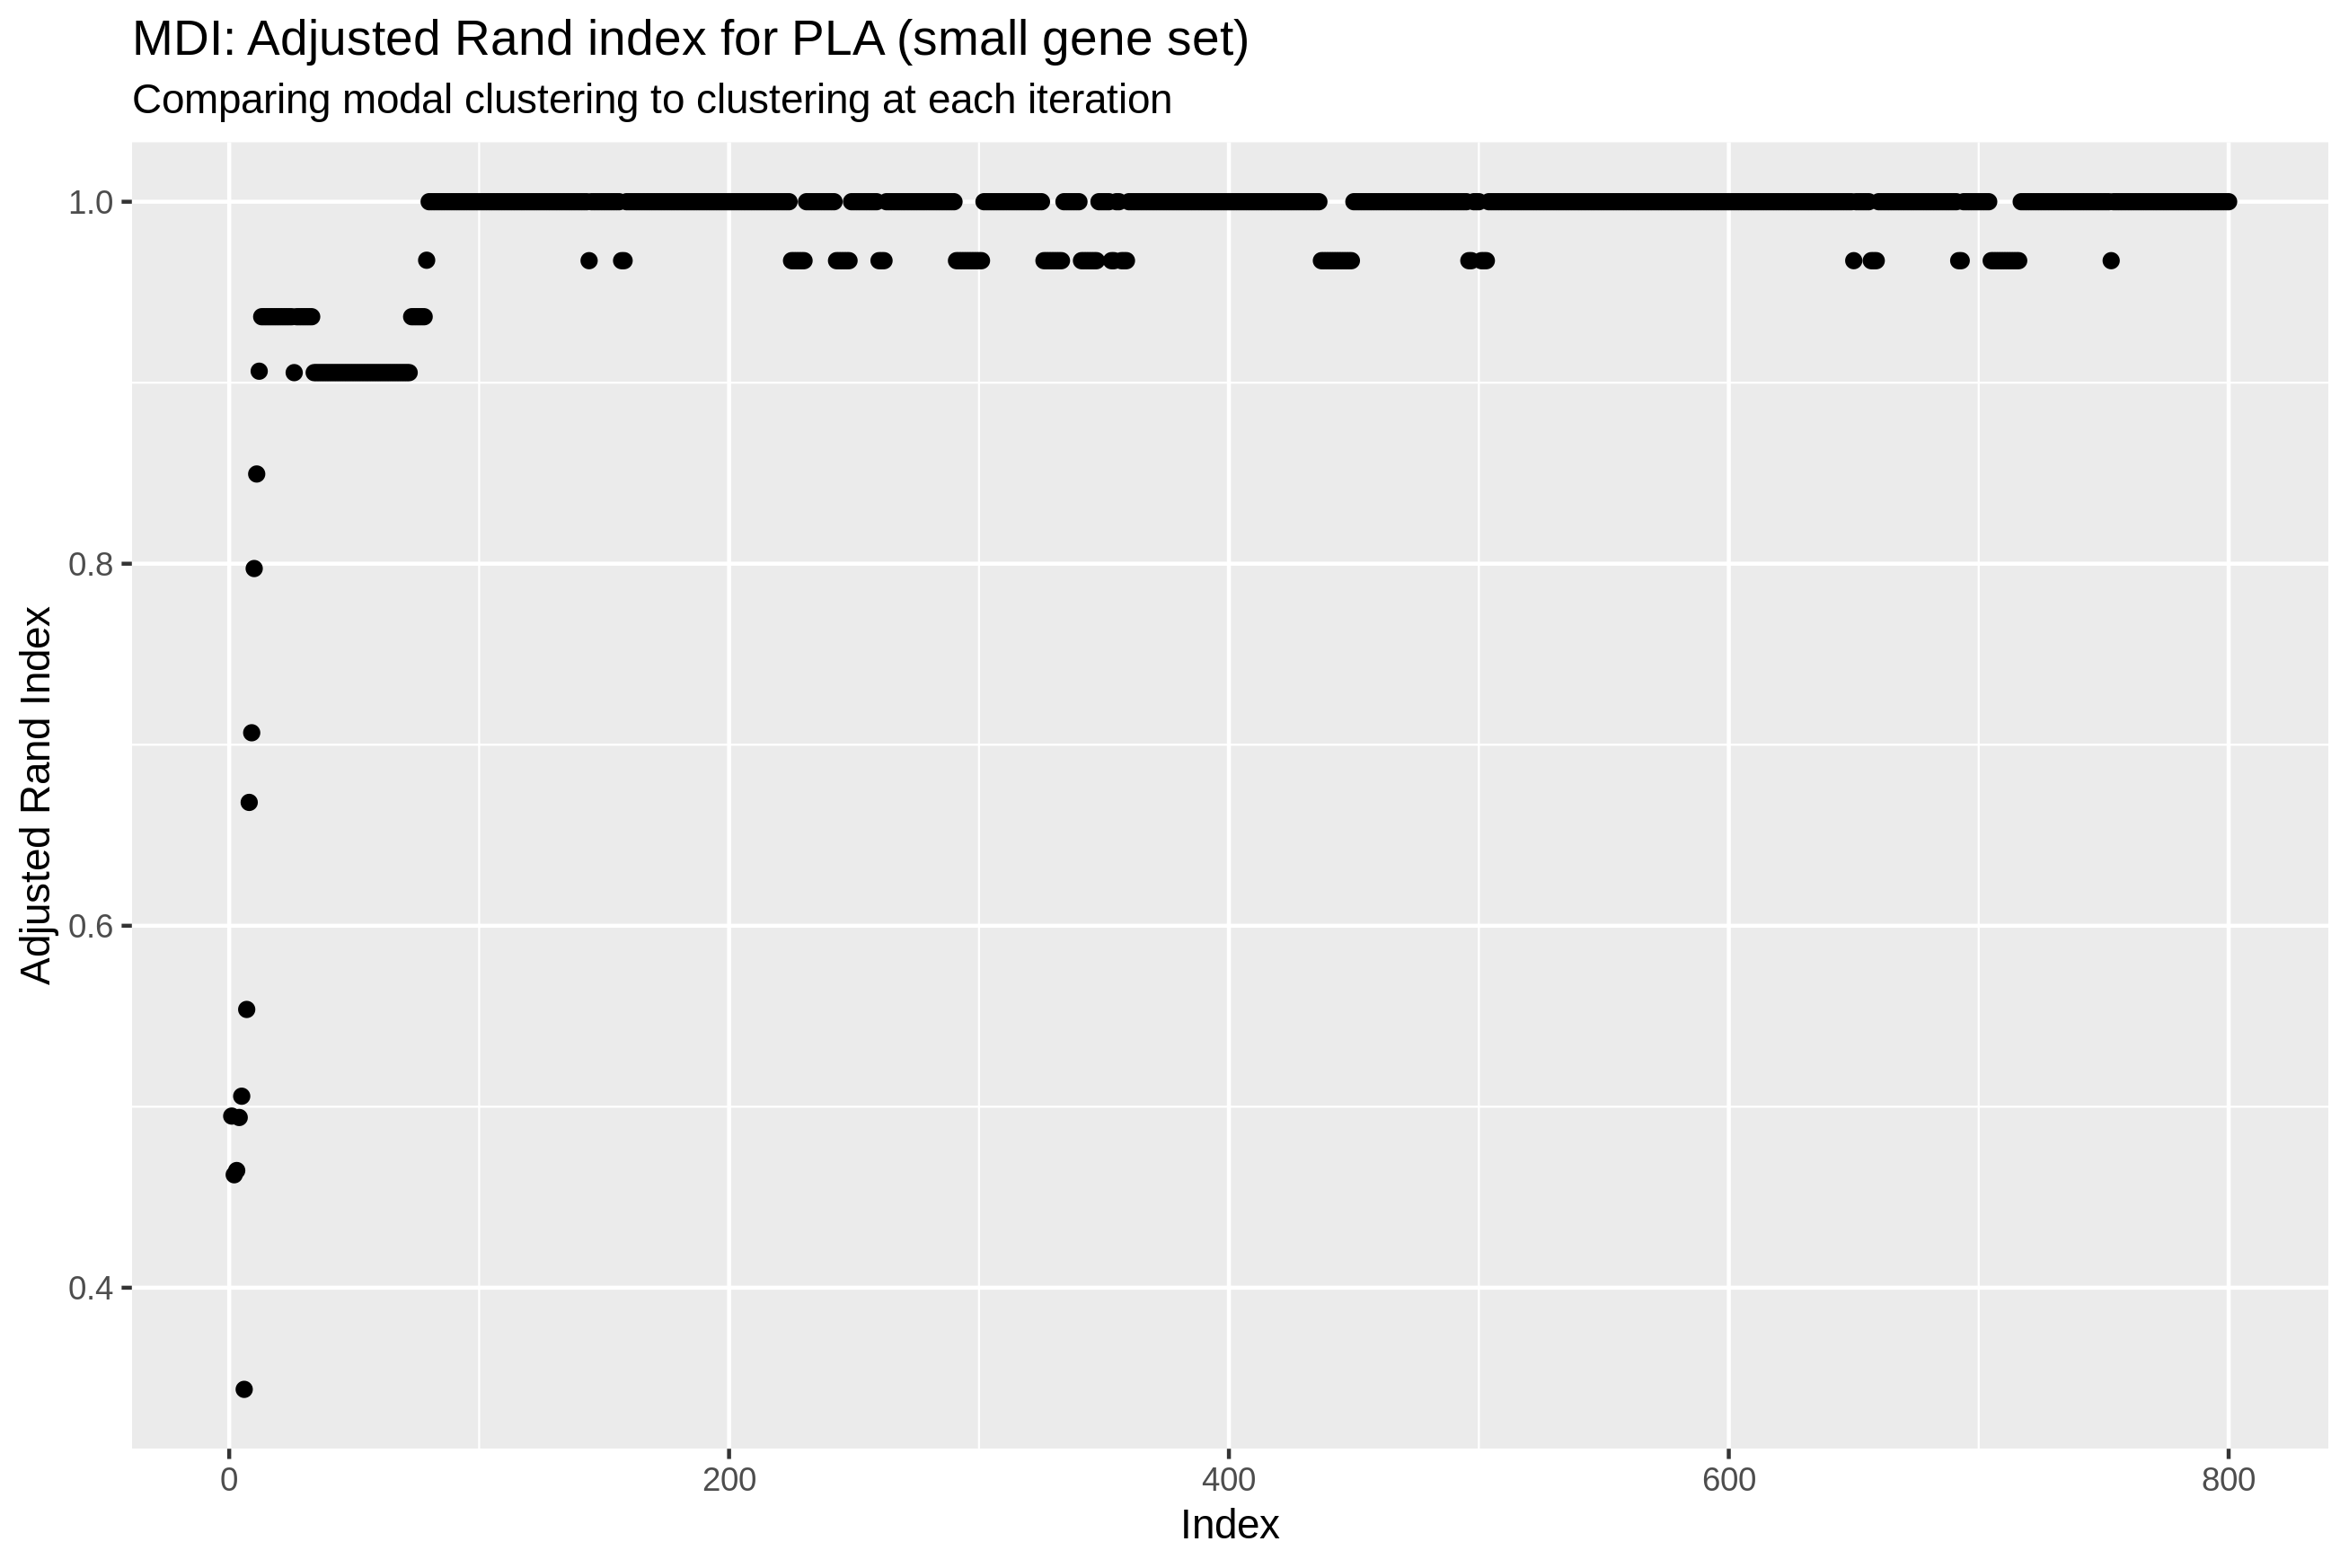 MDI: Adjusted Rand index for PLA (small gene set)
Comparing modal clustering to clustering at each iteration
Adjusted Rand Index
1.0
0.8
0.6
0.4
0 200 400 600 800
Index